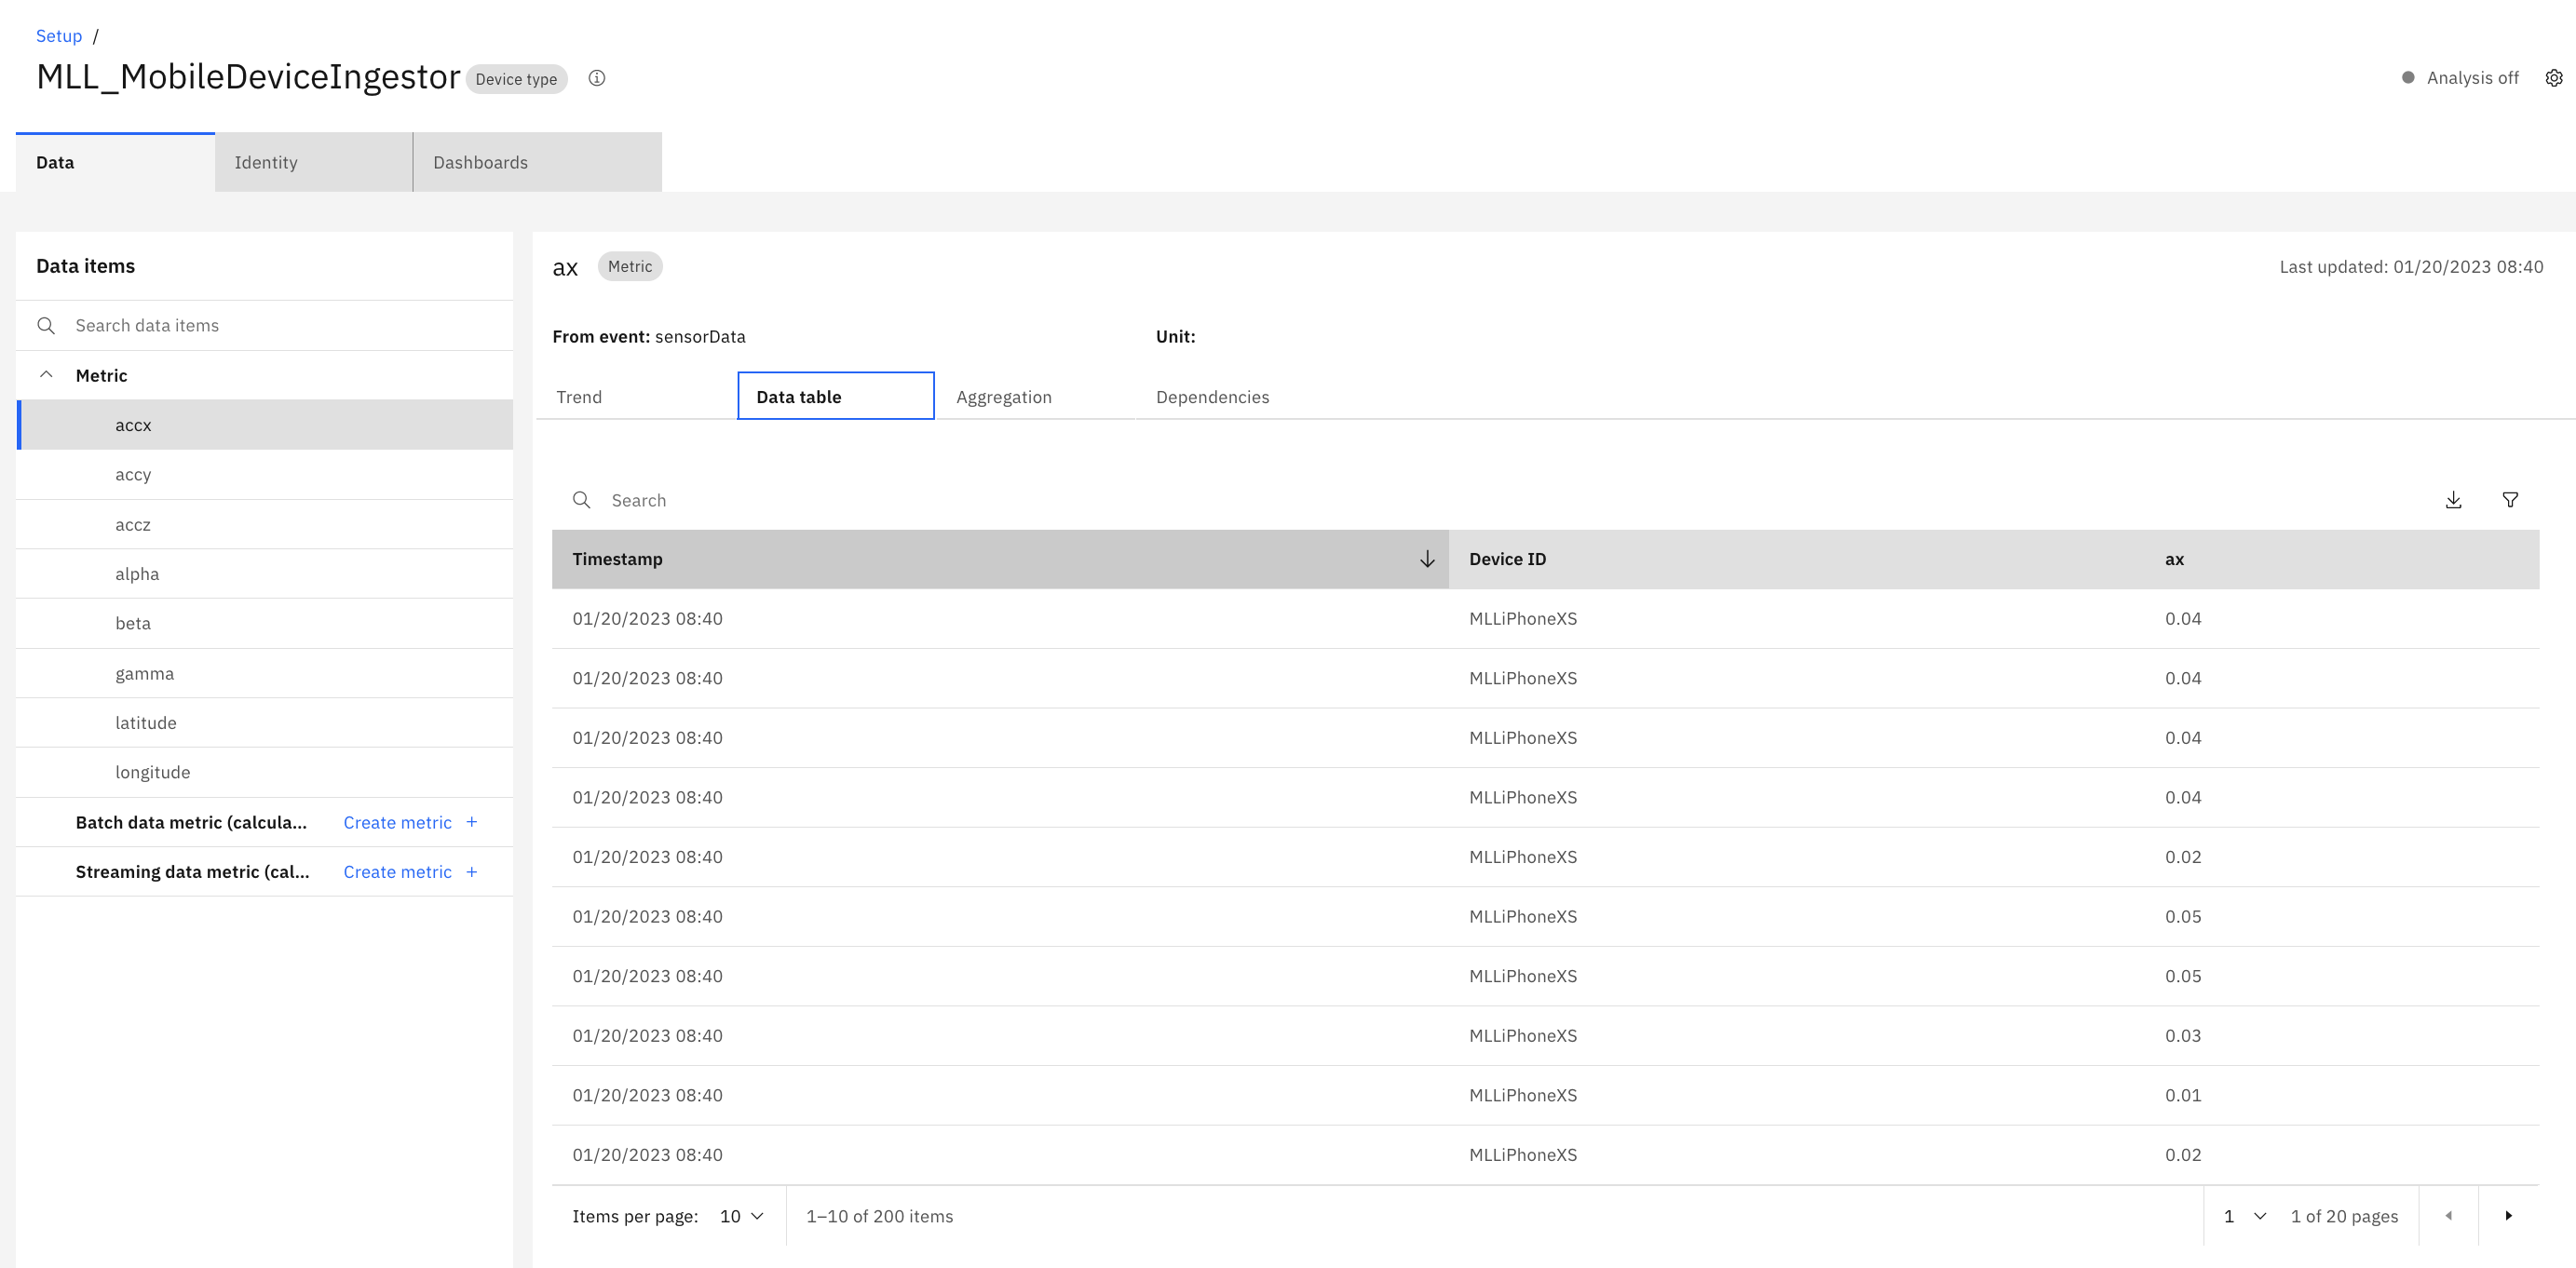 Setup /
MLL_MobileDeviceIngestor Device type
Analysis off
Data Identity Dashboards
Data items
Search data items
Metric
accx
accy
accz
alpha
beta
gamma
latitude
longitude
Batch data metric (calcula... Create metric +
Streaming data metric (cal... Create metric +
ax Metric Last updated: 01/20/2023 08:40
From event: sensorData Unit:
Trend Data table Aggregation Dependencies
Search
Timestamp Device ID ax
01/20/2023 08:40 MLLiPhoneXS 0.04
01/20/2023 08:40 MLLiPhoneXS 0.04
01/20/2023 08:40 MLLiPhoneXS 0.04
01/20/2023 08:40 MLLiPhoneXS 0.04
01/20/2023 08:40 MLLiPhoneXS 0.02
01/20/2023 08:40 MLLiPhoneXS 0.05
01/20/2023 08:40 MLLiPhoneXS 0.05
01/20/2023 08:40 MLLiPhoneXS 0.03
01/20/2023 08:40 MLLiPhoneXS 0.01
01/20/2023 08:40 MLLiPhoneXS 0.02
Items per page: 10 1–10 of 200 items 1 1 of 20 pages